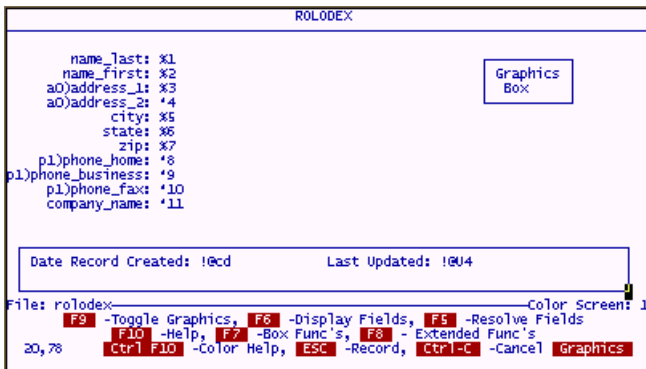 ROLODEX
name_last: %1
name_first: %2
Graphics
a0)address_1: %3
Box
a0)address_2: *4
city: %5
state: %6
zip: %7
p1)phone_home: *8
p1)phone_business: *9
p1)phone_fax: *10
company_name: *11
Date Record Created: !@cd Last Updated: !@U4
File: rolodex Color Screen: 1
F9 -Toggle Graphics, F6 -Display Fields, F5 -Resolve Fields
F10 -Help, F7 -Box Func's, F8 - Extended Func's
20,78 Ctrl F10 -Color Help, ESC -Record, Ctrl-C -Cancel Graphics